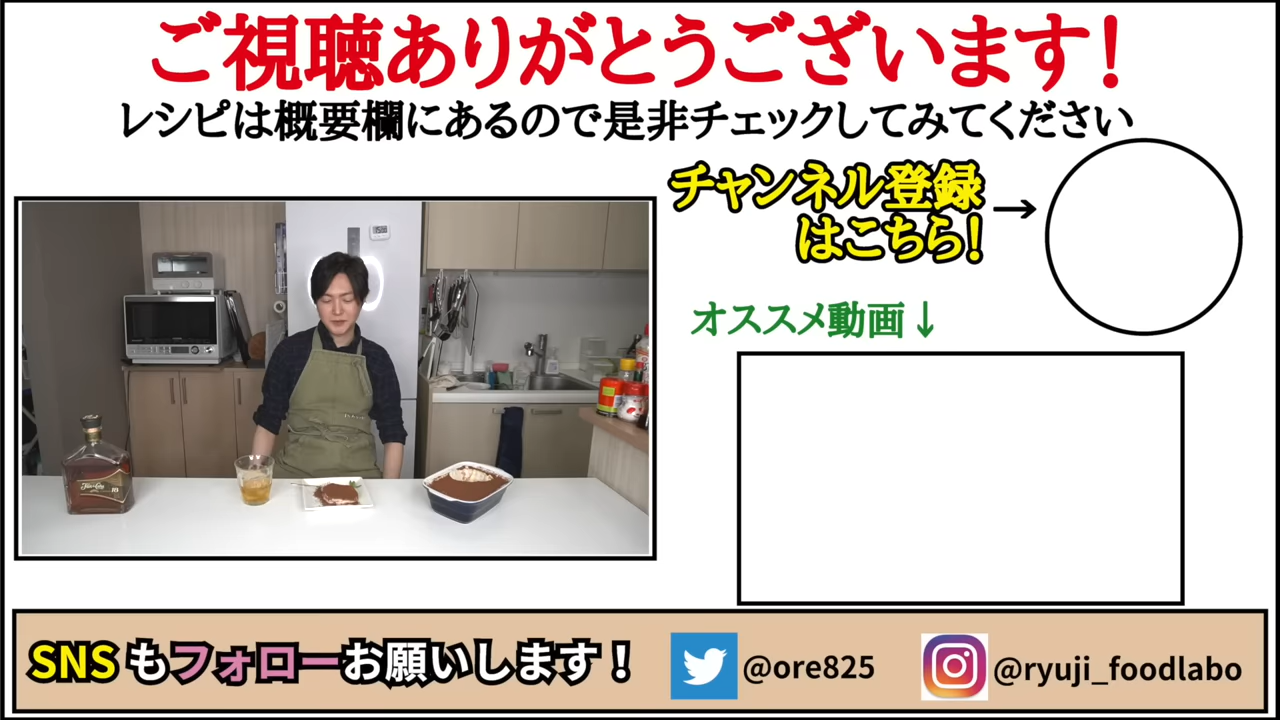 ご視聴ありがとうございます!
レシピは概要欄にあるので是非チェックしてみてください
チャンネル登録
はこちら!
→
オススメ動画↓
SNSもフォローお願いします！
@ore825
@ryuji_foodlabo